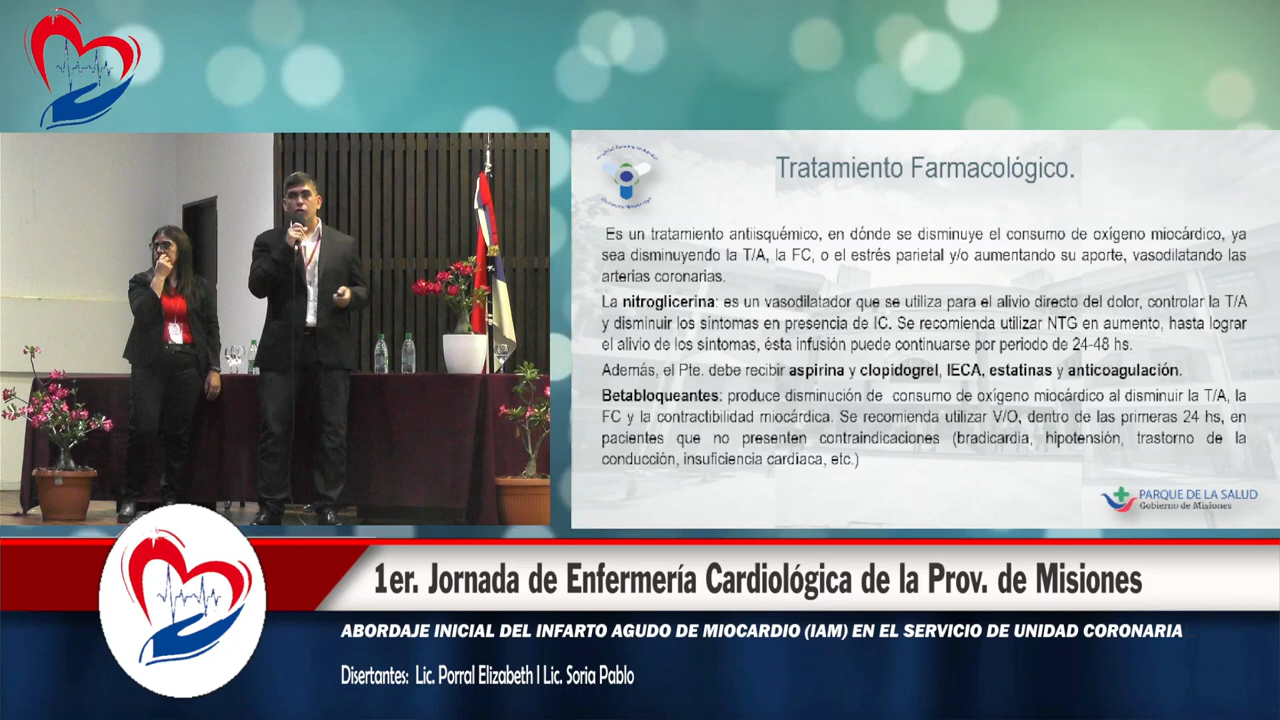 Tratamiento Farmacológico.
Es un tratamiento antiisquémico, en dónde se disminuye el consumo de oxígeno miocárdico, ya
sea disminuyendo la T/A, la FC, o el estrés parietal y/o aumentando su aporte, vasodilatando las
arterias coronarias.
La nitroglicerina: es un vasodilatador que se utiliza para el alivio directo del dolor, controlar la T/A
y disminuir los síntomas en presencia de IC. Se recomienda utilizar NTG en aumento, hasta lograr
el alivio de los síntomas, ésta infusión puede continuarse por periodo de 24-48 hs.
Además, el Pte. debe recibir aspirina y clopidogrel, IECA, estatinas y anticoagulación.
Betabloqueantes: produce disminución de consumo de oxígeno miocárdico al disminuir la T/A, la
FC y la contractibilidad miocárdica. Se recomienda utilizar V/O, dentro de las primeras 24 hs, en
pacientes que no presenten contraindicaciones (bradicardia, hipotensión, trastorno de la
conducción, insuficiencia cardíaca, etc.)
PARQUE DE LA SALUD
Gobierno de Misiones
1er. Jornada de Enfermería Cardiológica de la Prov. de Misiones
ABORDAJE INICIAL DEL INFARTO AGUDO DE MIOCARDIO (IAM) EN EL SERVICIO DE UNIDAD CORONARIA
Disertantes: Lic. Porral Elizabeth I Lic. Soria Pablo